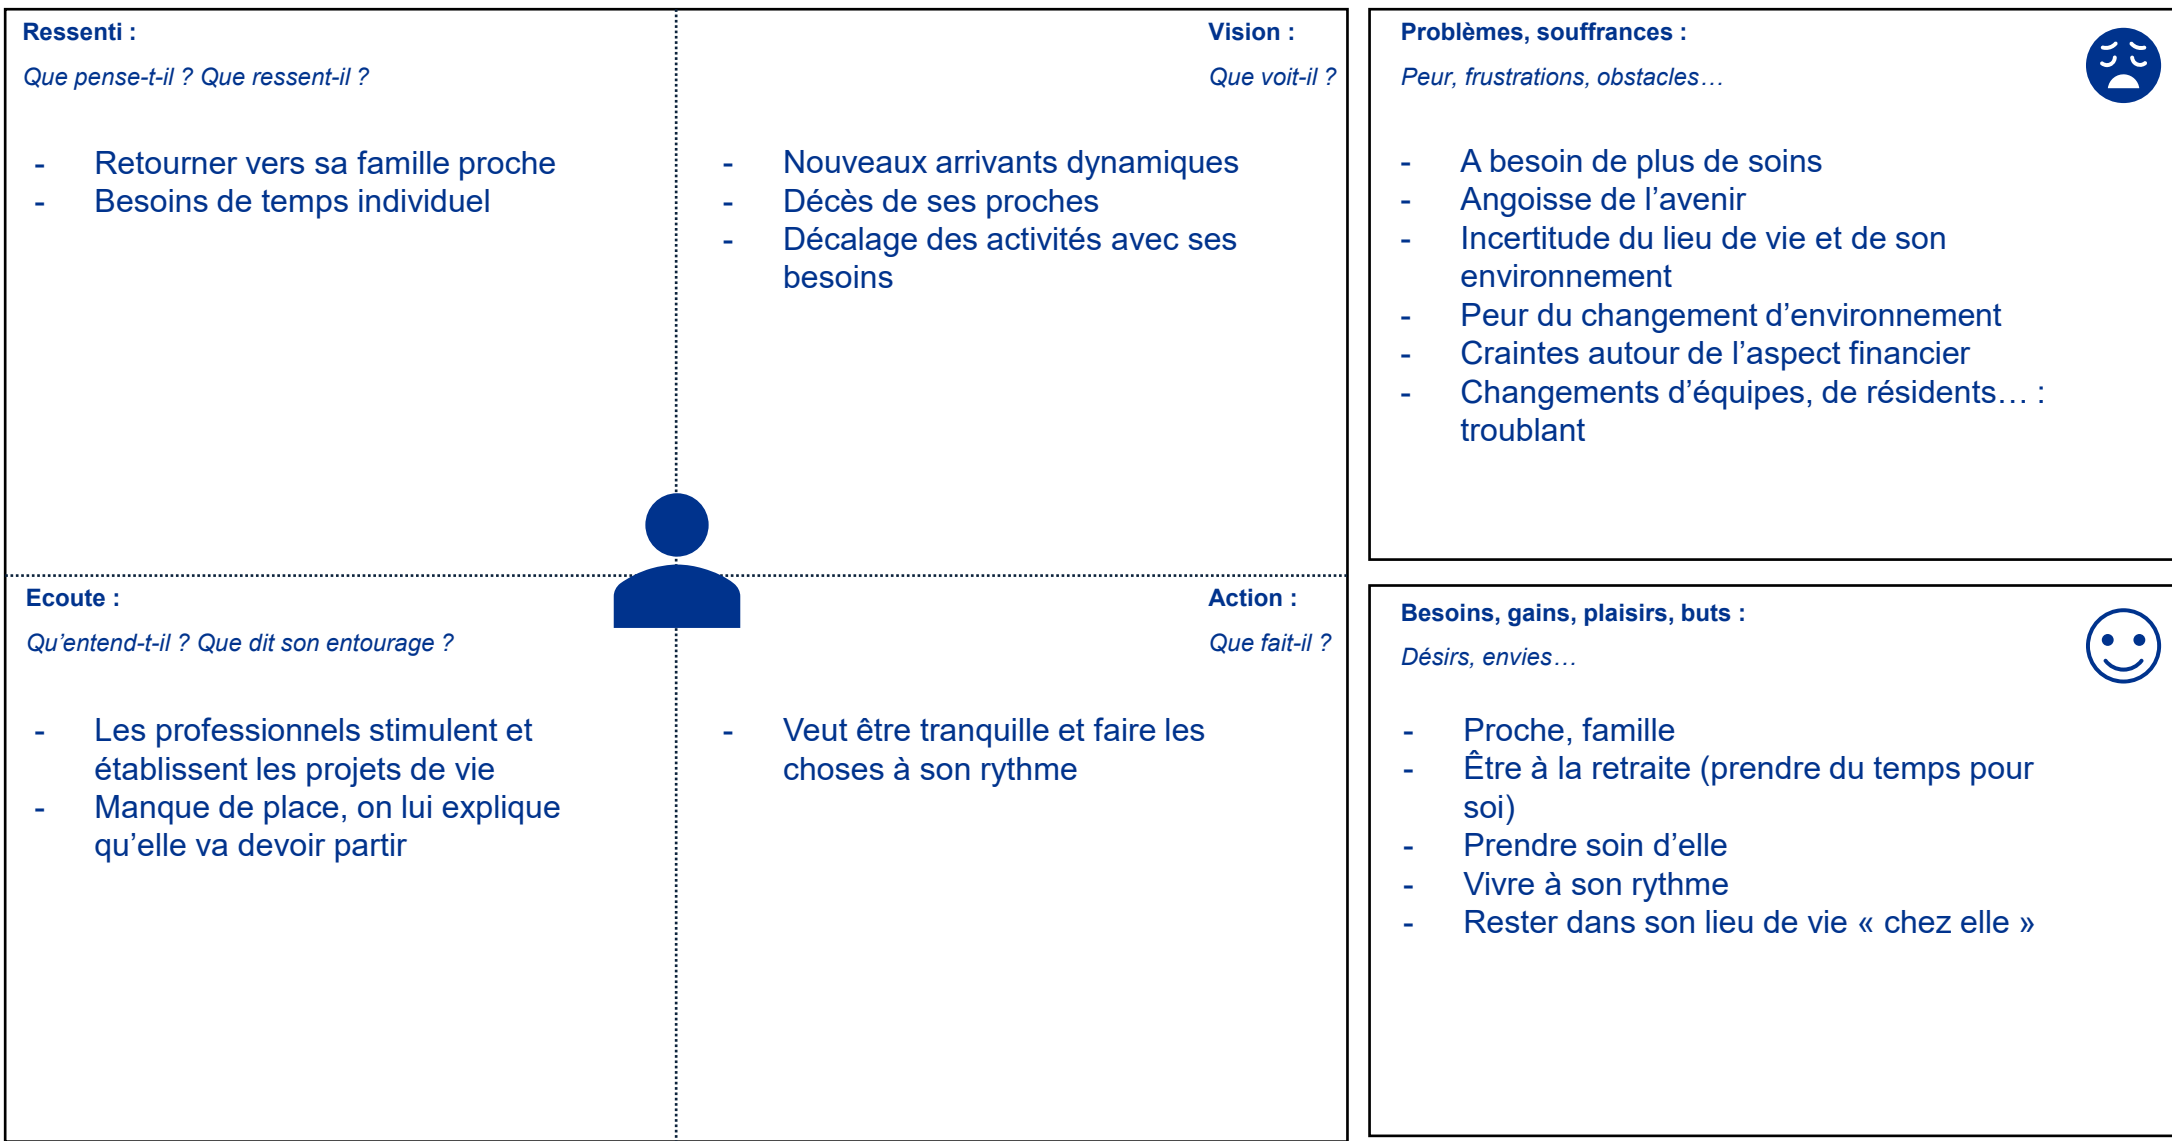 Ressenti :
Que pense-t-il ? Que ressent-il ?
- Retourner vers sa famille proche
- Besoins de temps individuel
Vision :
Que voit-il ?
- Nouveaux arrivants dynamiques
- Décès de ses proches
- Décalage des activités avec ses
besoins
Ecoute :
Qu’entend-t-il ? Que dit son entourage ?
- Les professionnels stimulent et
établissent les projets de vie
- Manque de place, on lui explique
qu’elle va devoir partir
Action :
Que fait-il ?
- Veut être tranquille et faire les
choses à son rythme
Problèmes, souffrances :
Peur, frustrations, obstacles…
- A besoin de plus de soins
- Angoisse de l’avenir
- Incertitude du lieu de vie et de son
environnement
- Peur du changement d’environnement
- Craintes autour de l’aspect financier
- Changements d’équipes, de résidents… :
troublant
Besoins, gains, plaisirs, buts :
Désirs, envies…
- Proche, famille
- Être à la retraite (prendre du temps pour
soi)
- Prendre soin d’elle
- Vivre à son rythme
- Rester dans son lieu de vie « chez elle »